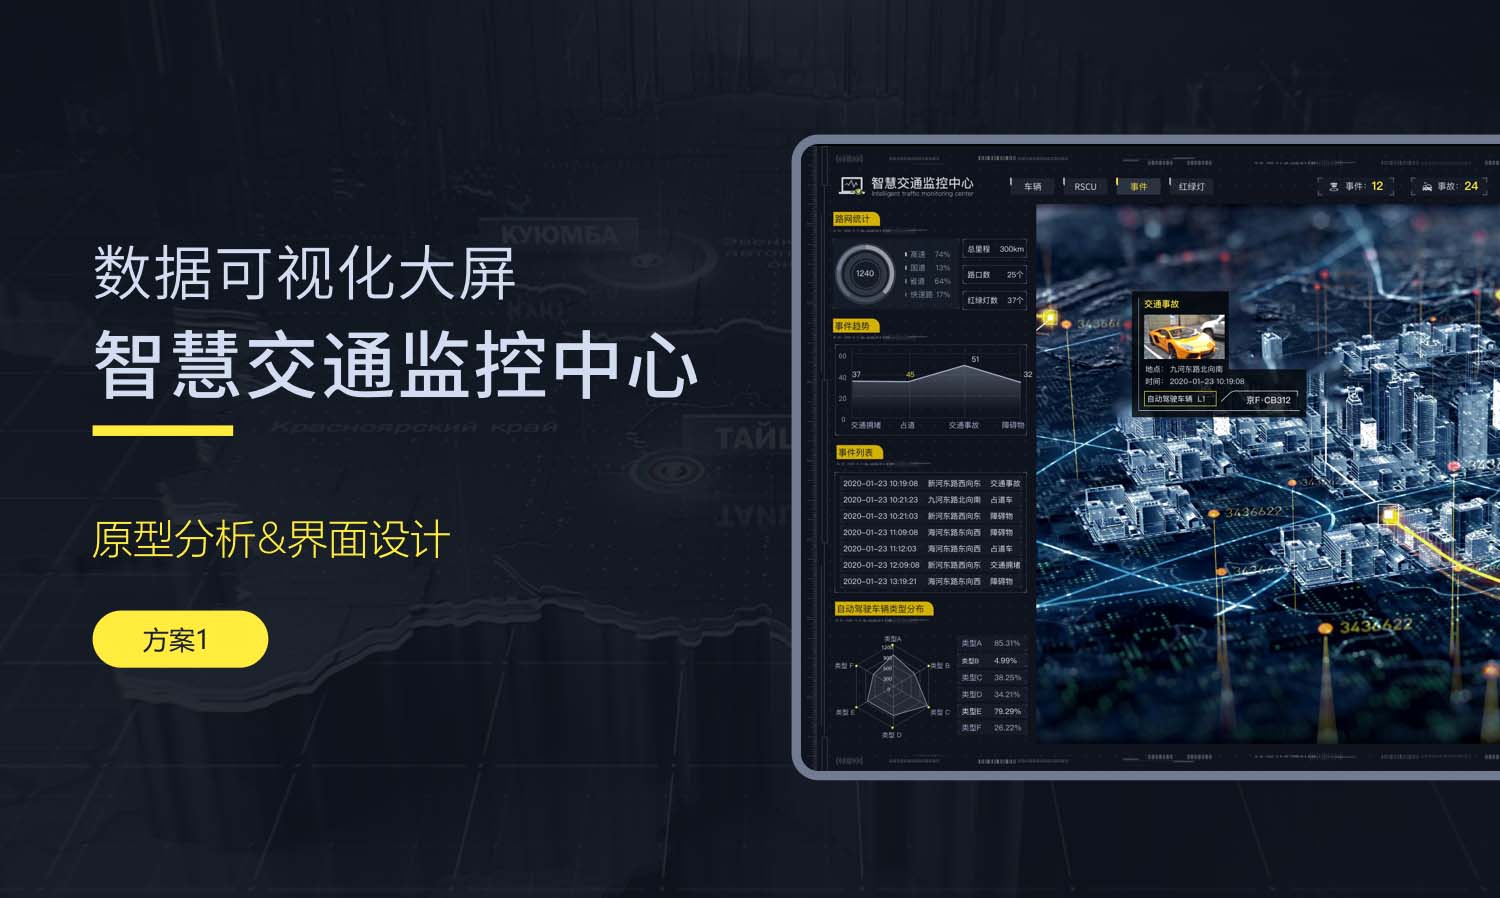 数据可视化大屏
智慧交通监控中心
原型分析&界面设计
方案1
КУЮМБА
Красноярский край
智慧交通监控中心
Intelligent traffic monitoring center
车辆
RSCU
事件
红绿灯
事件: 12
事故: 24
路网统计
1240
高速 74%
国道 13%
省道 64%
快速路 17%
总里程 300km
路口数 25个
红绿灯数 37个
事件趋势
60
40
20
0
37
45
51
32
交通拥堵
占道
交通事故
障碍物
事件列表
2020-01-23 10:19:08 新河东路西向东 交通事故
2020-01-23 10:21:23 九河东路北向南 占道车
2020-01-23 10:21:03 新河东路西向东 障碍物
2020-01-23 11:09:08 海河东路东向西 障碍物
2020-01-23 11:12:03 海河东路东向西 占道车
2020-01-23 12:09:08 新河东路西向东 交通拥堵
2020-01-23 13:19:21 海河东路东向西 障碍物
自动驾驶车辆类型分布
类型A
类型 B
类型 C
类型 D
类型 E
类型 F
1200
900
600
300
0
类型A 85.31%
类型B 4.99%
类型C 38.25%
类型D 34.21%
类型E 79.29%
类型F 26.22%
交通事故
地点: 九河东路北向南
时间: 2020-01-23 10:19:08
自动驾驶车辆 L1
京F·CB312
3436622
3436622